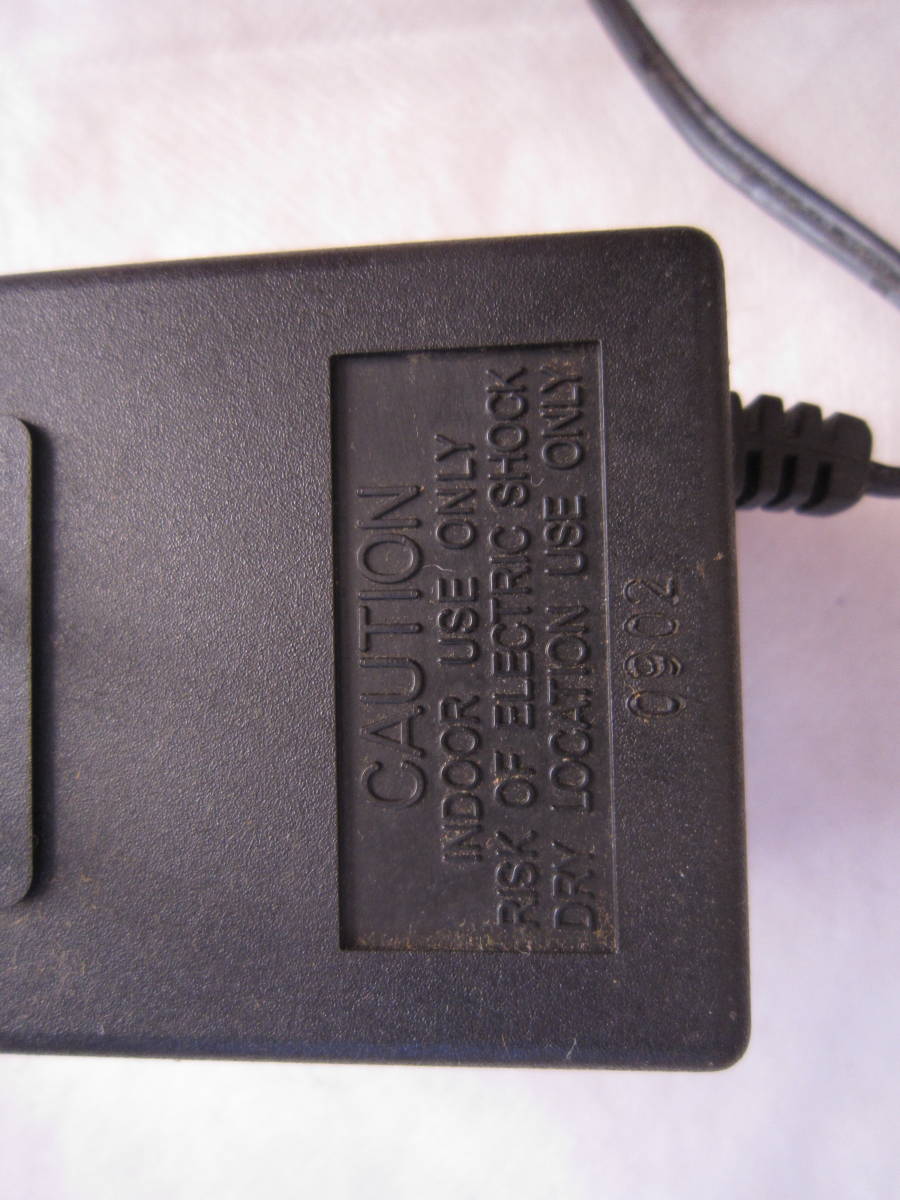 CAUTION
INDOOR USE ONLY
RISK OF ELECTRIC SHOCK
DRY LOCATION USE ONLY
0902